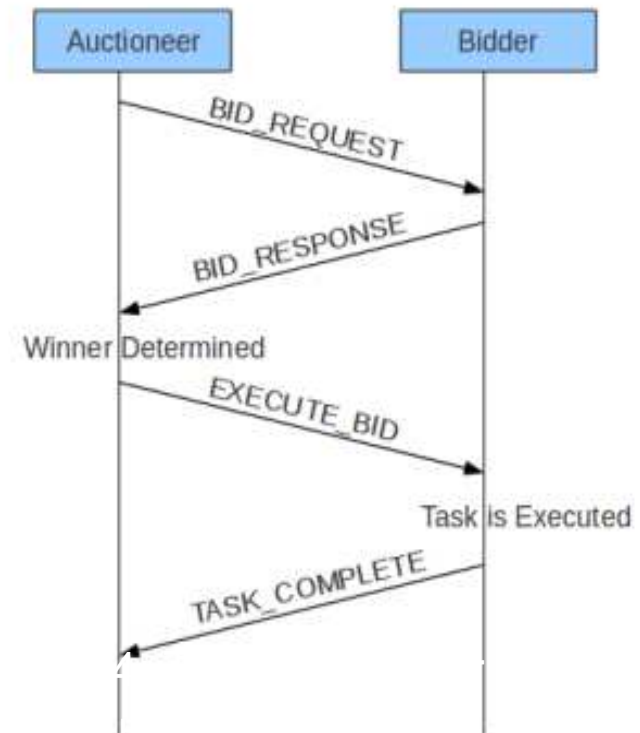 Auctioneer
Bidder
BID_REQUEST
BID_RESPONSE
Winner Determined
EXECUTE_BID
Task is Executed
TASK_COMPLETE